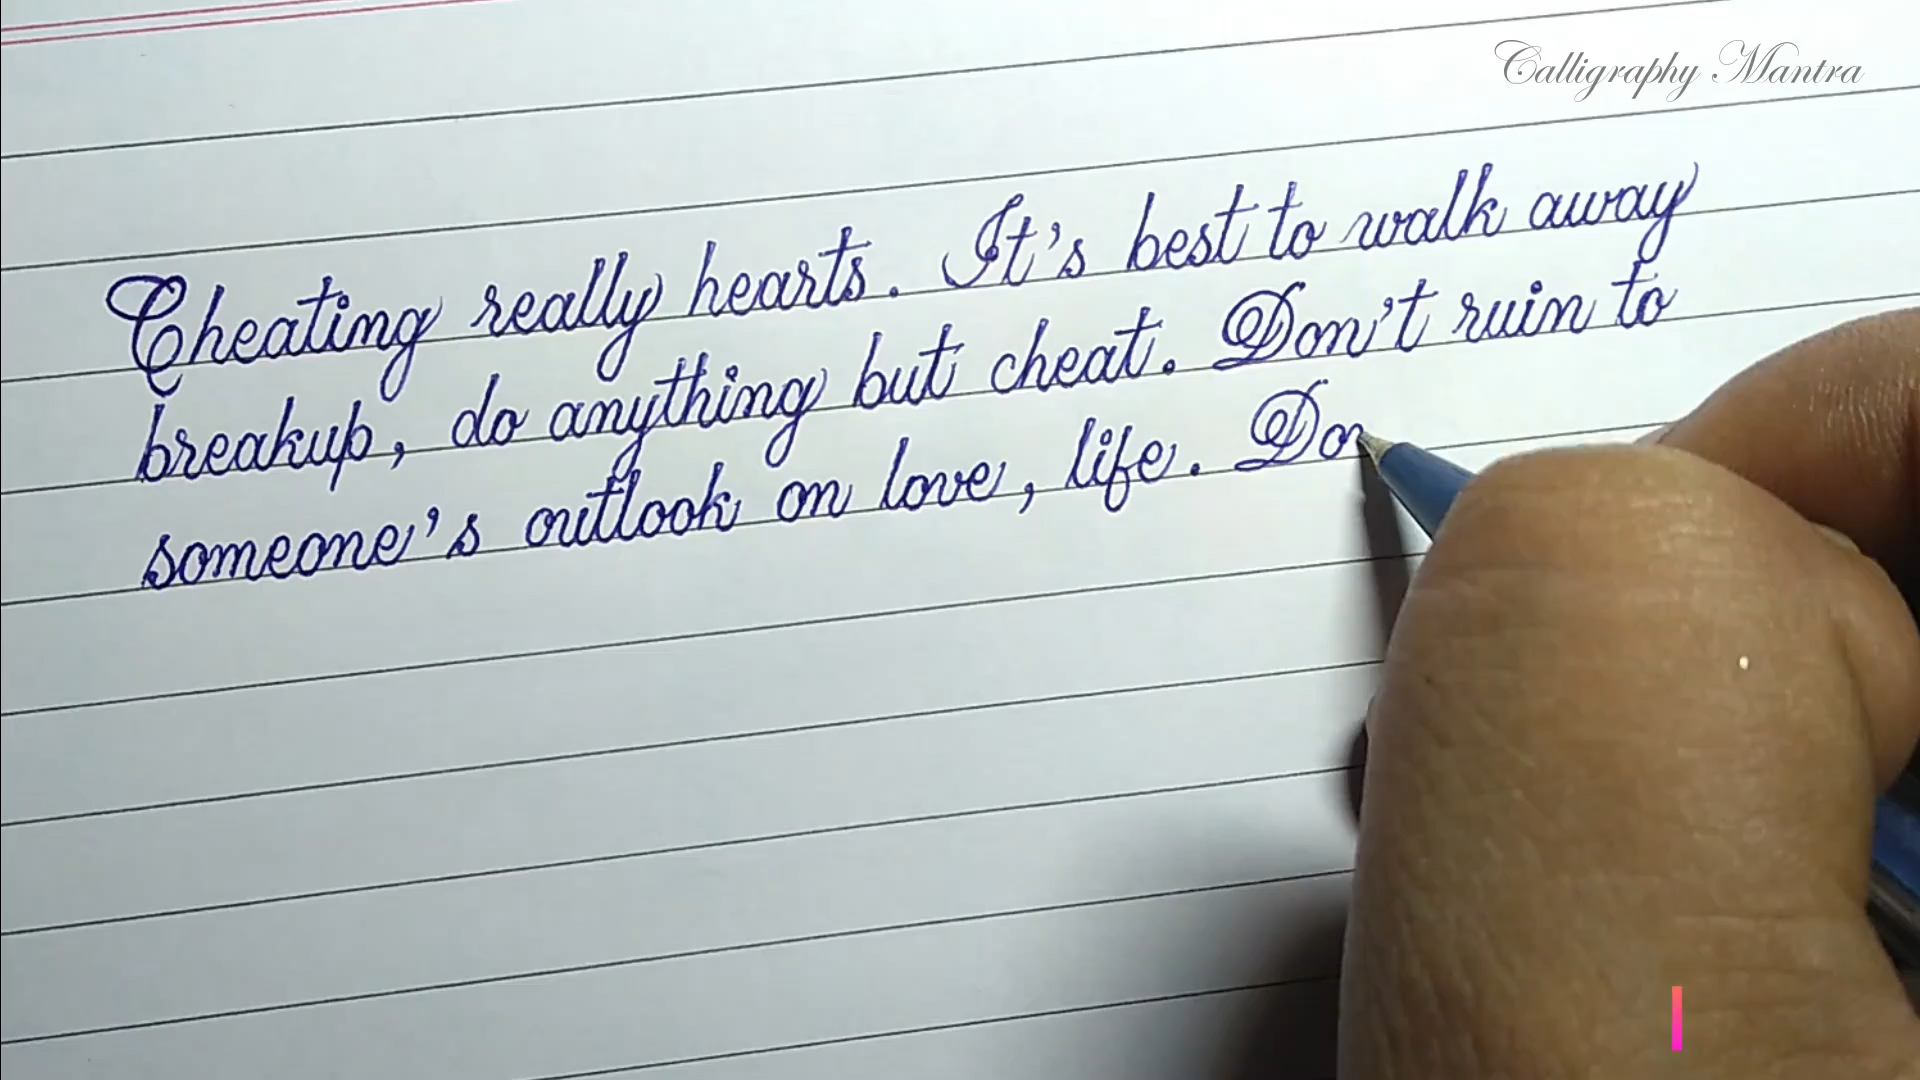 Calligraphy Mantra
Cheating really hearts. It's best to walk away
breakup, do anything but cheat. Don't ruin to
someone's outlook on love, life. Don